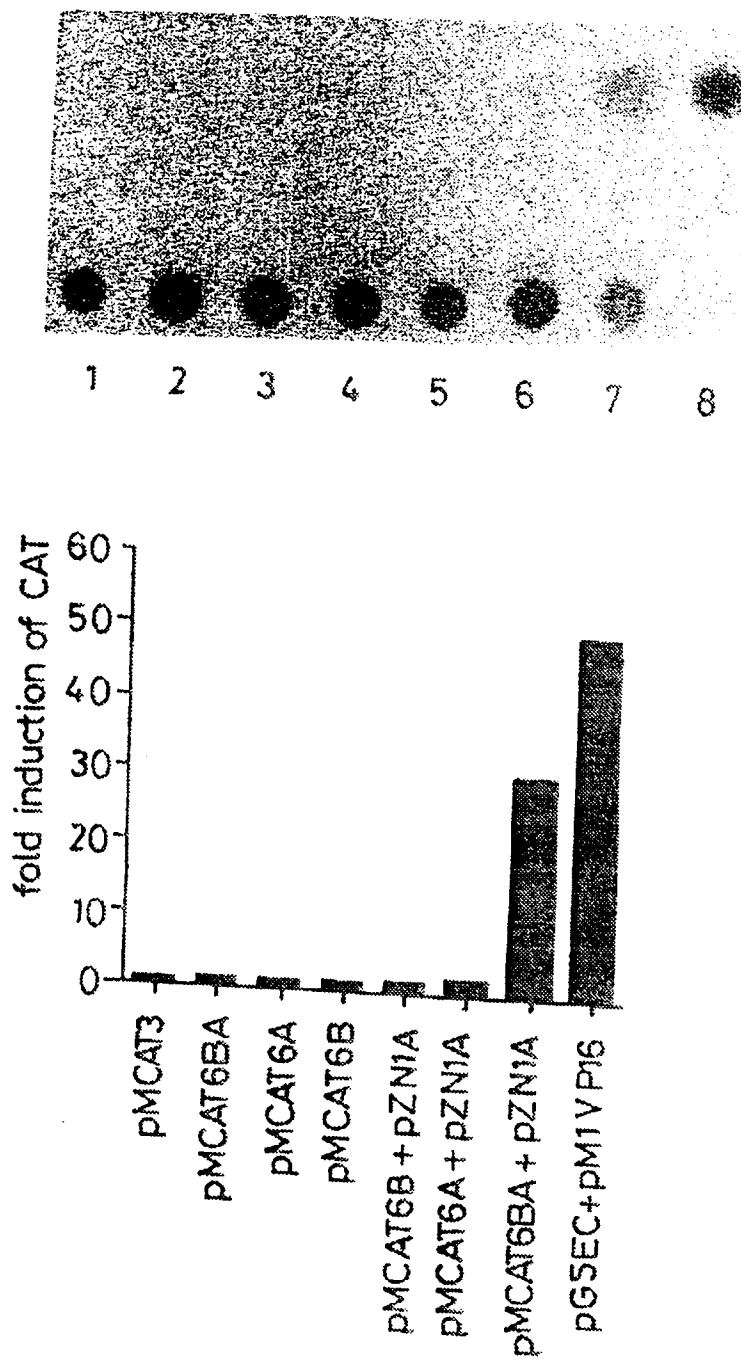 1 2 3 4 5 6 7 8
fold induction of CAT
60
50
40
30
20
10
0
pMCAT3
pMCAT6BA
pMCAT6A
pMCAT6B
pMCAT6B + pZN1A
pMCAT6A + pZN1A
pMCAT6BA + pZN1A
pG5EC+pM1VP16